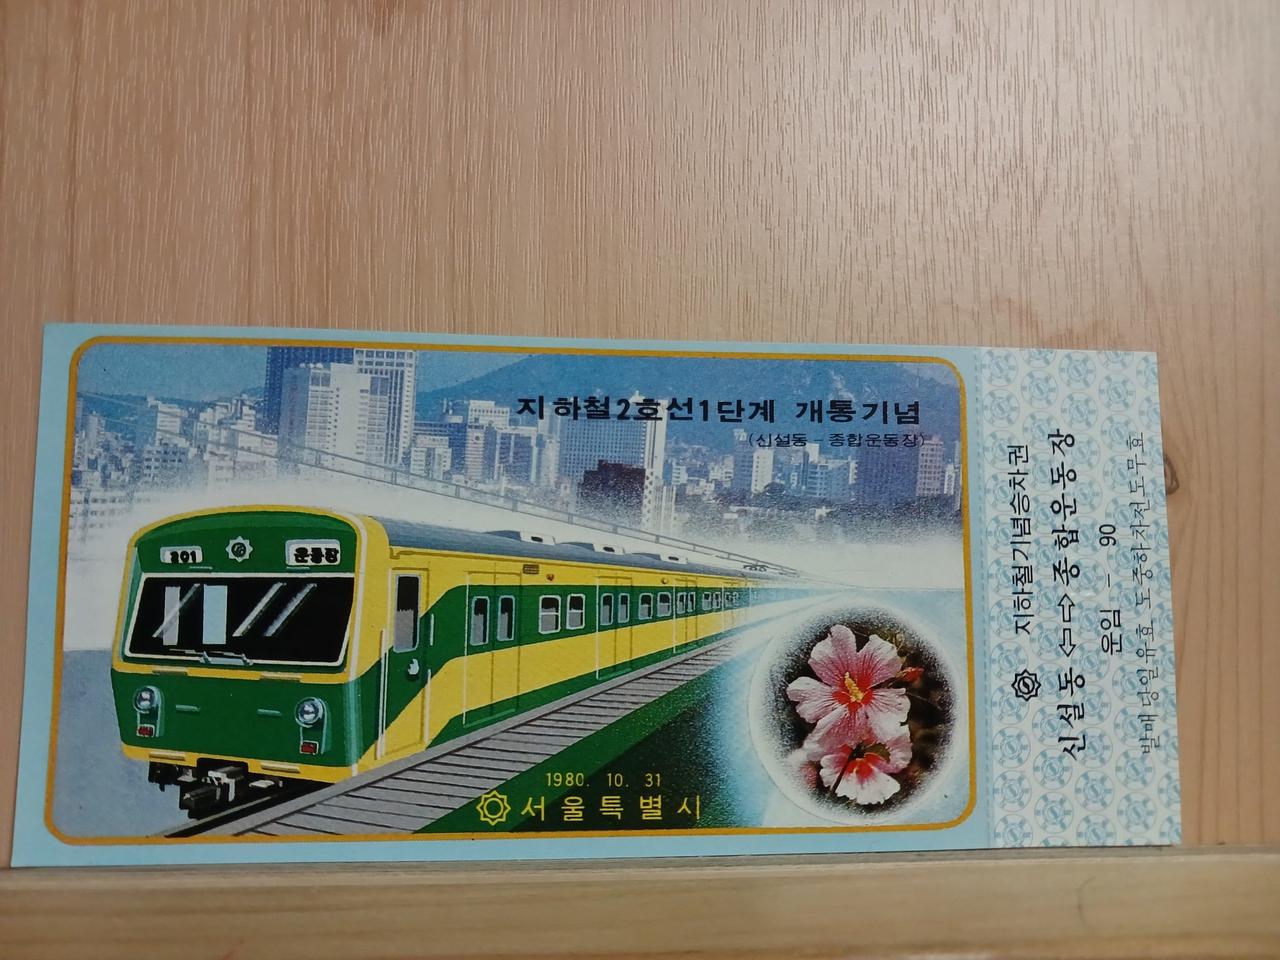 지하철2호선1단계 개통기념
(신설동 - 종합운동장)
201
운동장
1980. 10. 31
서울특별시
지하철기념승차권
신설동 <=> 종합운동장
운임 - - 90
발매 당일유효 도중하차전도무효